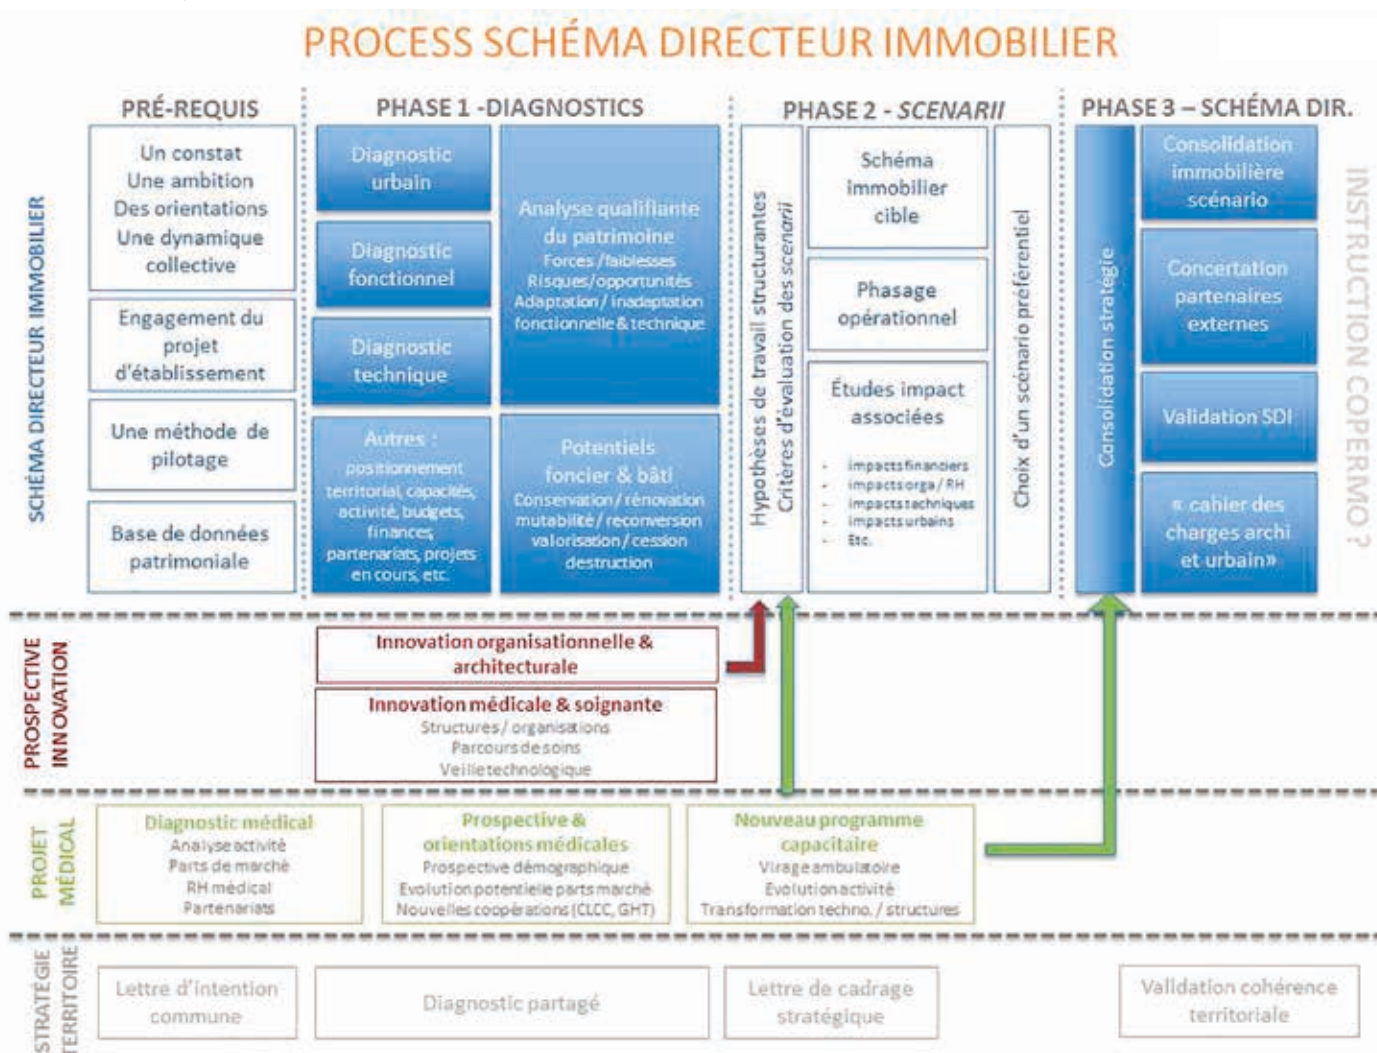 PROCESS SCHÉMA DIRECTEUR IMMOBILIER
PRÉ-REQUIS
PHASE 1 -DIAGNOSTICS
PHASE 2 - SCENARII
PHASE 3 – SCHÉMA DIR.
SCHÉMA DIRECTEUR IMMOBILIER
Un constat
Une ambition
Des orientations
Une dynamique
collective
Engagement du
projet
d'établissement
Une méthode de
pilotage
Base de données
patrimoniale
Diagnostic
urbain
Diagnostic
fonctionnel
Diagnostic
technique
Autres :
positionnement
territorial, capacités,
activité, budgets,
finances,
partenariats, projets
en cours, etc.
Analyse qualifiante
du patrimoine
Forces /faiblesses
Risques/opportunités
Adaptation / inadaptation
fonctionnelle & technique
Potentiels
foncier & bâti
Conservation / rénovation
mutabilité / reconversion
valorisation / cession
destruction
Hypothèses de travail structurantes
Critères d'évaluation des scenarii
Schéma
immobilier
cible
Phasage
opérationnel
Études impact
associées
- impacts financiers
- impacts orga / RH
- impacts techniques
- impacts urbains
- Etc.
Choix d'un scénario préférentiel
Consolidation stratégie
Consolidation
immobilière
scénario
Concertation
partenaires
externes
Validation SDI
« cahier des
charges archi
et urbain»
INSTRUCTION COPERMO ?
PROSPECTIVE
INNOVATION
Innovation organisationnelle &
architecturale
Innovation médicale & soignante
Structures / organisations
Parcours de soins
Veille technologique
PROJET
MÉDICAL
Diagnostic médical
Analyse activité
Parts de marché
RH médical
Partenariats
Prospective &
orientations médicales
Prospective démographique
Evolution potentielle parts marché
Nouvelles coopérations (CLCC, GHT)
Nouveau programme
capacitaire
Virage ambulatoire
Evolution activité
Transformation techno. / structures
STRATÉGIE
TERRITOIRE
Lettre d'intention
commune
Diagnostic partagé
Lettre de cadrage
stratégique
Validation cohérence
territoriale